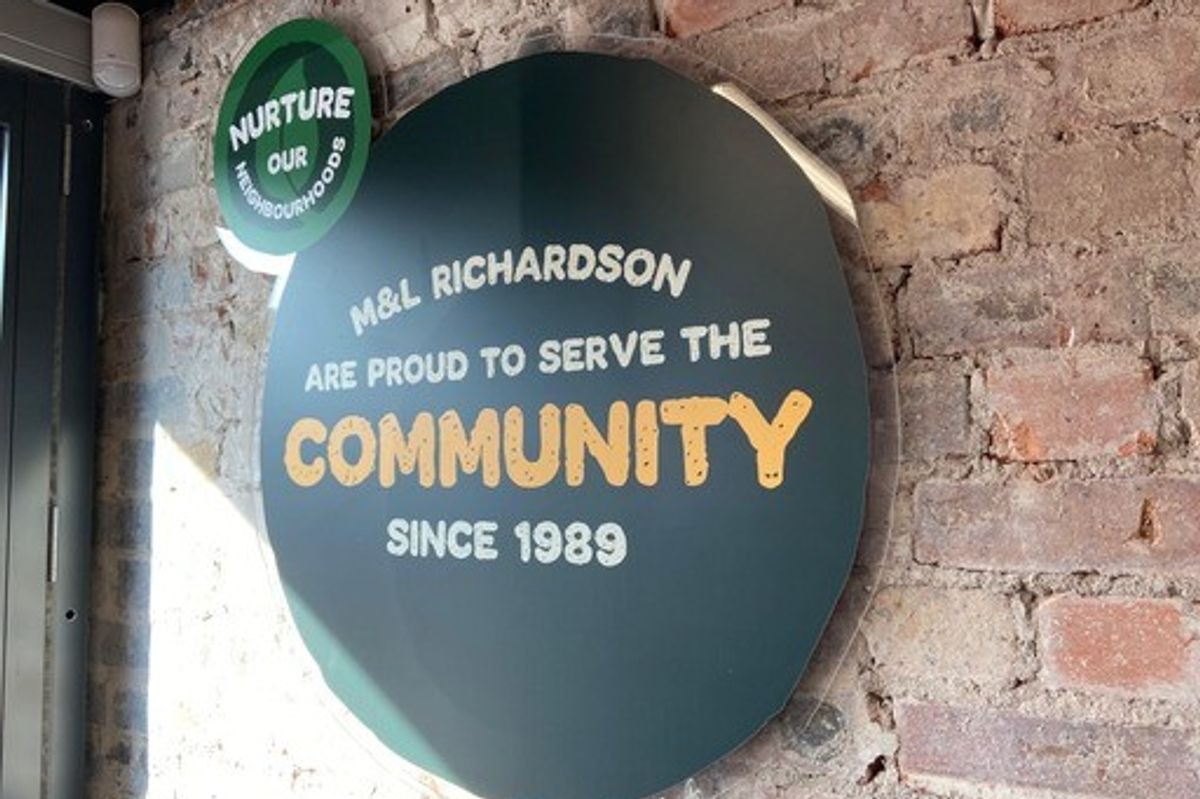 NURTURE
OUR
NEIGHBOURHOODS
M&L RICHARDSON
ARE PROUD TO SERVE THE
COMMUNITY
SINCE 1989